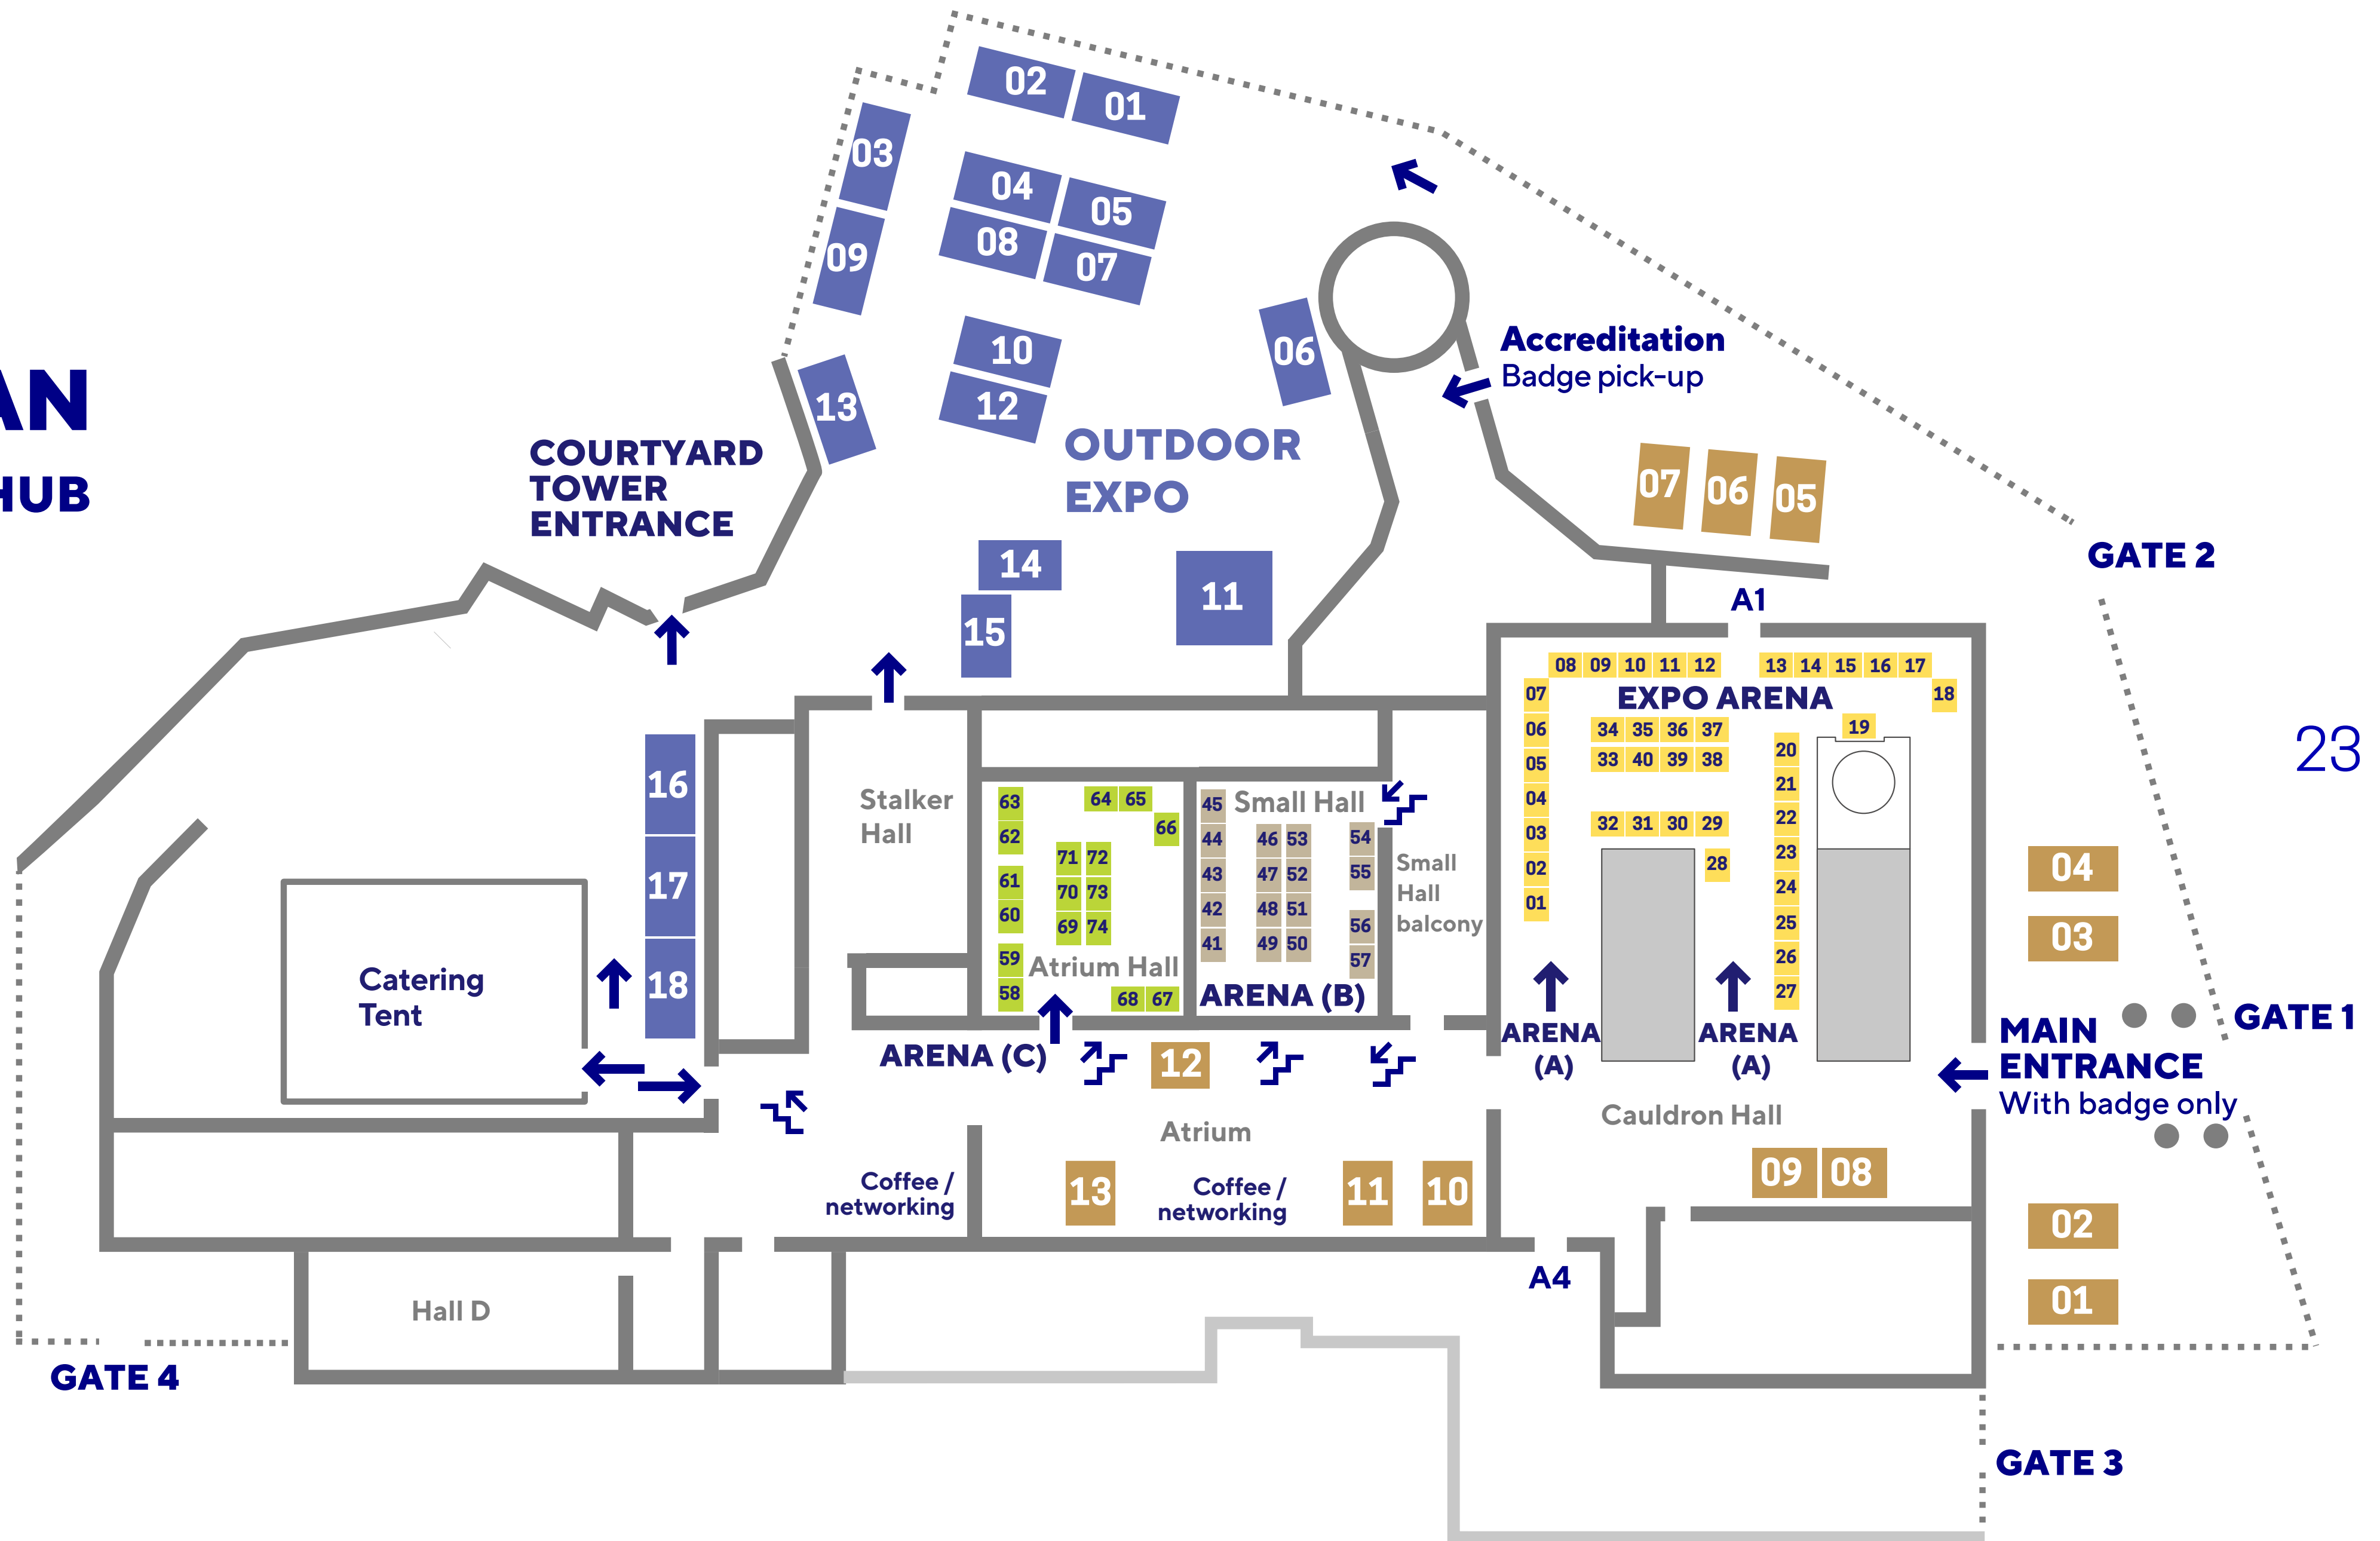 AN
HUB
02
01
03
04
05
09
08
07
10
06
12
13
Accreditation
Badge pick-up
OUTDOOR
EXPO
COURTYARD
TOWER
ENTRANCE
07
06
05
14
15
11
GATE 2
A1
08 09 10 11 12
13 14 15 16 17
07
EXPO ARENA
18
06
34 35 36 37
19
05
33 40 39 38
20
04
21
03
32 31 30 29
22
02
28
23
01
24
25
26
27
23
16
17
18
Stalker
Hall
63
64 65
62
66
71 72
61
70 73
60
69 74
59
Atrium Hall
58
68 67
45
Small Hall
44
46 53
54
43
47 52
55
42
48 51
56
41
49 50
57
ARENA (B)
Small
Hall
balcony
04
03
Catering
Tent
ARENA (C)
12
ARENA
(A)
ARENA
(A)
GATE 1
MAIN
ENTRANCE
With badge only
Cauldron Hall
Atrium
Coffee /
networking
13
Coffee /
networking
11
10
09
08
02
01
A4
Hall D
GATE 4
GATE 3